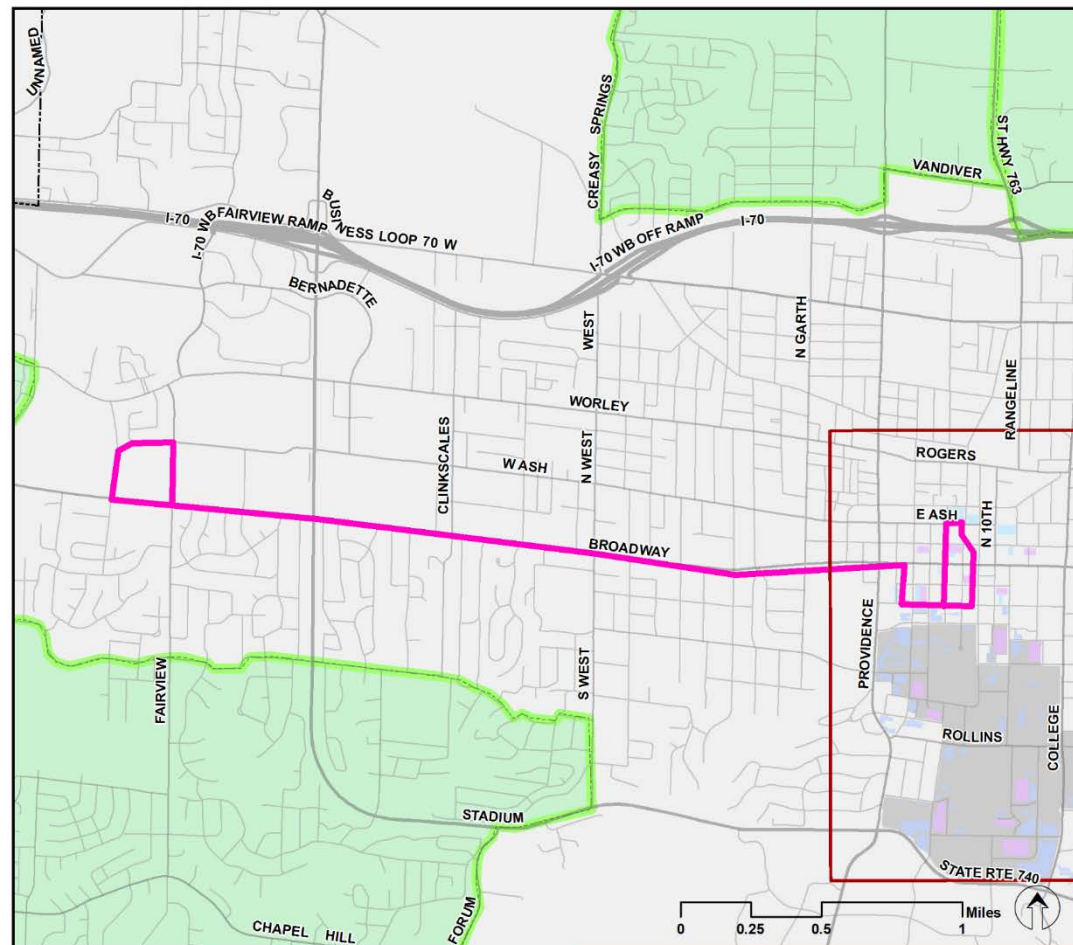 UNNAMED
CREASY SPRINGS
ST HWY 763
VANDIVER
I-70
FAIRVIEW RAMP
BUSINESS LOOP 70 W
I-70 WB
I-70 WB OFF RAMP
I-70
BERNADETTE
WEST
N GARTH
RANGELINE
WORLEY
CLINKSCALES
W ASH
N WEST
ROGERS
E ASH
N 10TH
BROADWAY
PROVIDENCE
FAIRVIEW
S WEST
ROLLINS
COLLEGE
STADIUM
STATE RTE 740
FORUM
CHAPEL HILL
Miles
0 0.25 0.5 1